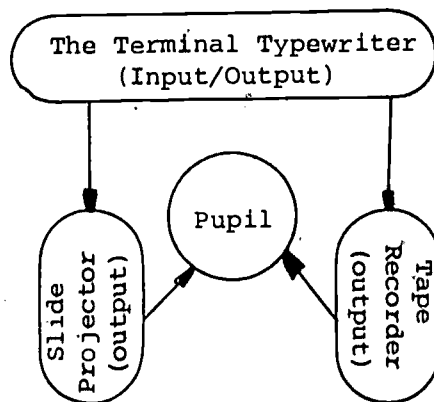 The Terminal Typewriter
(Input/Output)
Pupil
Slide
Projector
(output)
Tape
Recorder
(output)